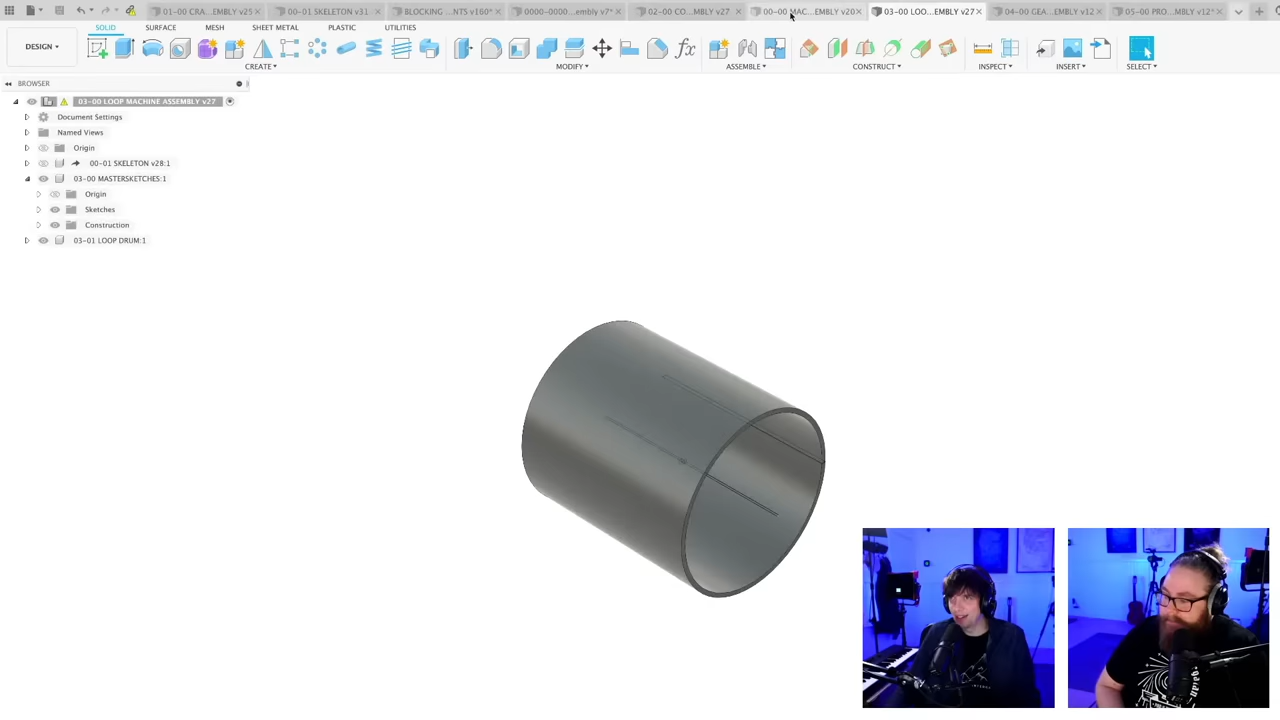 01-00 CRA...EMBLY v25
00-01 SKELETON v31
BLOCKING ...NTS v160*
0000-0000...embly v7*
02-00 CO...MBLY v27
00-00 MAC...EMBLY v20
03-00 LOO...EMBLY v27
04-00 GEA...EMBLY v12
05-00 PRO...MBLY v12*
SOLID SURFACE MESH SHEET METAL PLASTIC UTILITIES
DESIGN
fx
CREATE MODIFY ASSEMBLE CONSTRUCT INSPECT INSERT SELECT
BROWSER
03-00 LOOP MACHINE ASSEMBLY v27
Document Settings
Named Views
Origin
00-01 SKELETON v28:1
03-00 MASTERSKETCHES:1
Origin
Sketches
Construction
03-01 LOOP DRUM:1